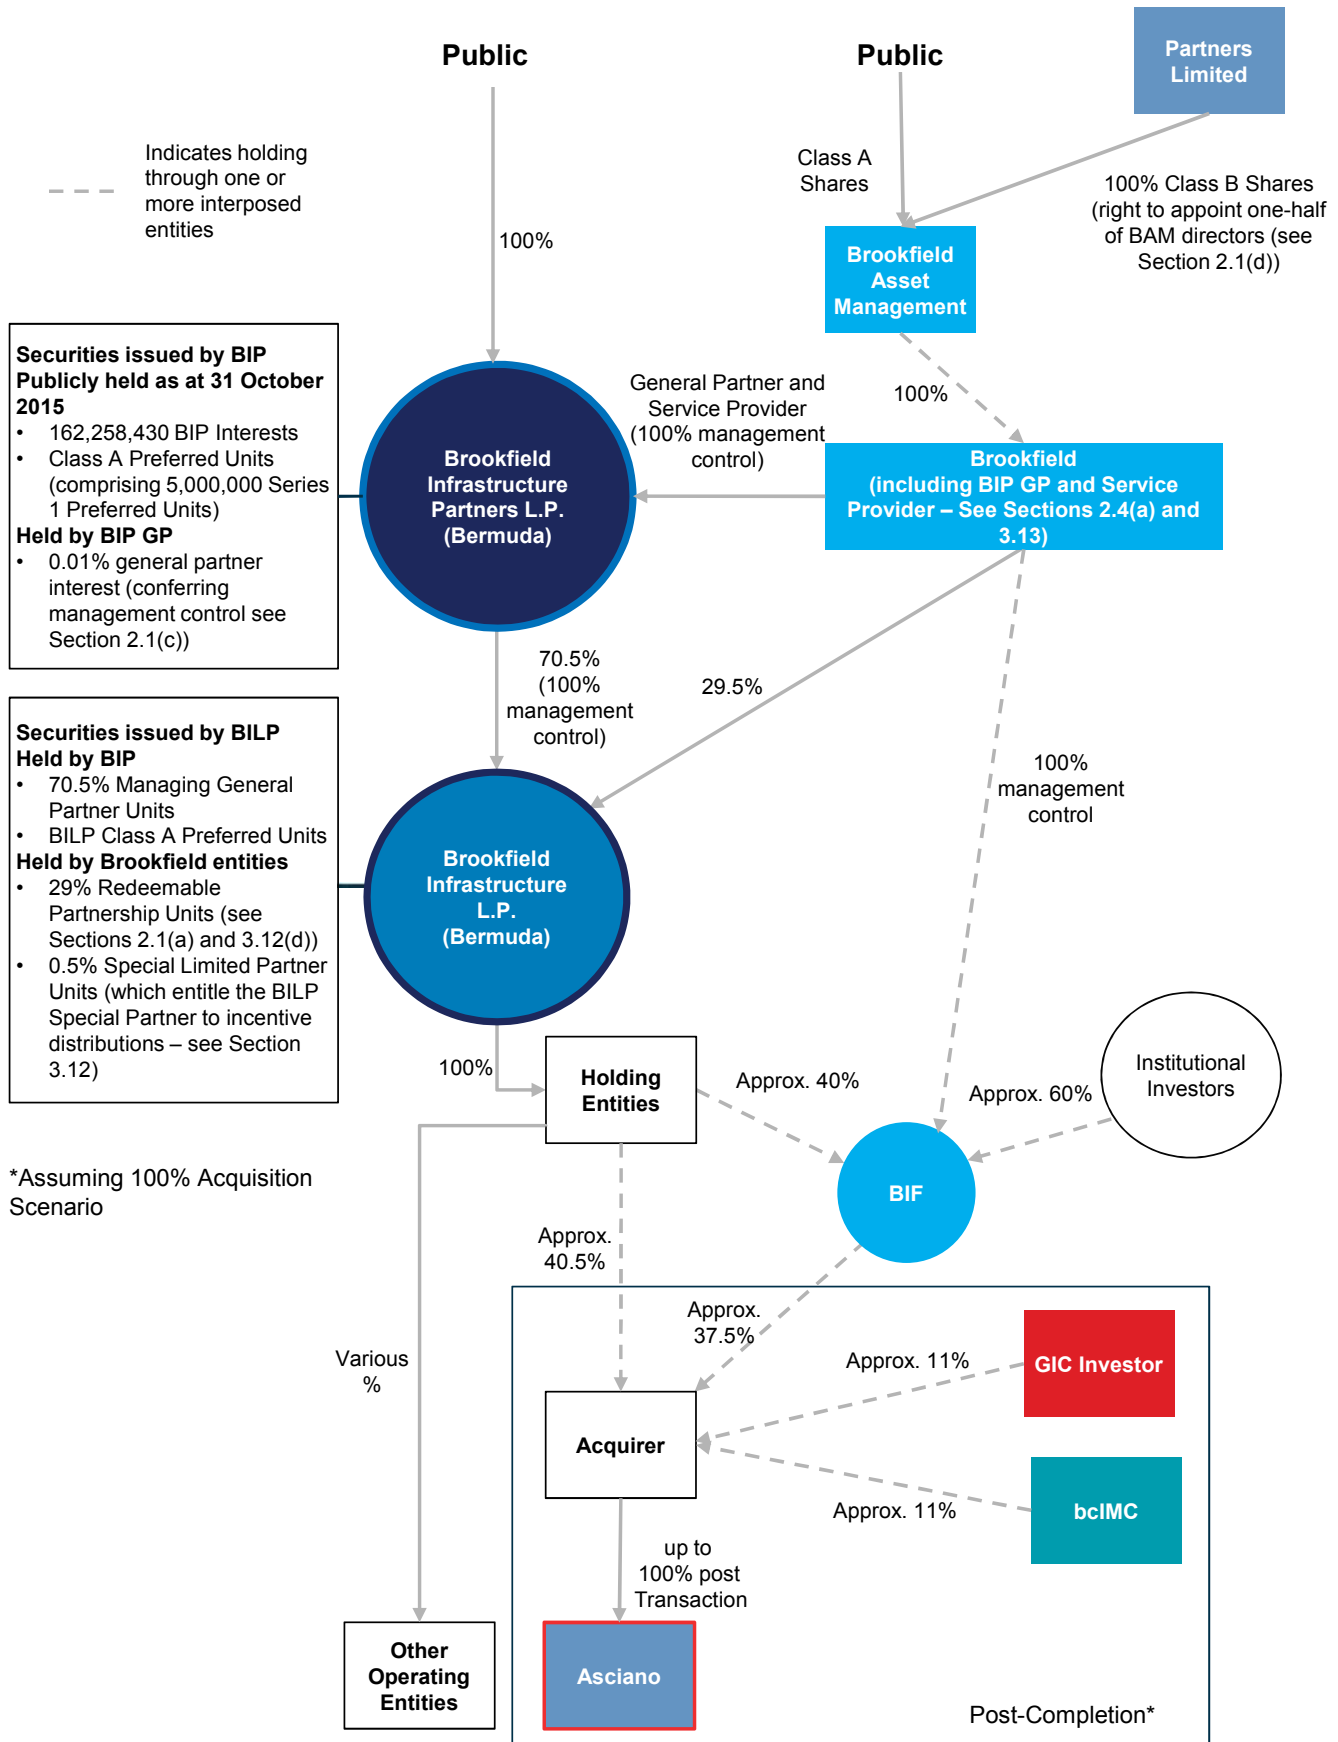 Public
Public
Partners
Limited
Indicates holding
through one or
more interposed
entities
Class A
Shares
100% Class B Shares
(right to appoint one-half
of BAM directors (see
Section 2.1(d))
100%
Brookfield
Asset
Management
Securities issued by BIP
Publicly held as at 31 October
2015
• 162,258,430 BIP Interests
• Class A Preferred Units
(comprising 5,000,000 Series
1 Preferred Units)
Held by BIP GP
• 0.01% general partner
interest (conferring
management control see
Section 2.1(c))
General Partner and
Service Provider
(100% management
control)
100%
Brookfield
Infrastructure
Partners L.P.
(Bermuda)
Brookfield
(including BIP GP and Service
Provider – See Sections 2.4(a) and
3.13)
70.5%
(100%
management
control)
29.5%
Securities issued by BILP
Held by BIP
• 70.5% Managing General
Partner Units
• BILP Class A Preferred Units
Held by Brookfield entities
• 29% Redeemable
Partnership Units (see
Sections 2.1(a) and 3.12(d))
• 0.5% Special Limited Partner
Units (which entitle the BILP
Special Partner to incentive
distributions – see Section
3.12)
100%
management
control
Brookfield
Infrastructure
L.P.
(Bermuda)
100%
Holding
Entities
Approx. 40%
Approx. 60%
Institutional
Investors
*Assuming 100% Acquisition
Scenario
BIF
Approx.
40.5%
Approx.
37.5%
Various
%
Approx. 11%
GIC Investor
Acquirer
Approx. 11%
bcIMC
up to
100% post
Transaction
Other
Operating
Entities
Asciano
Post-Completion*